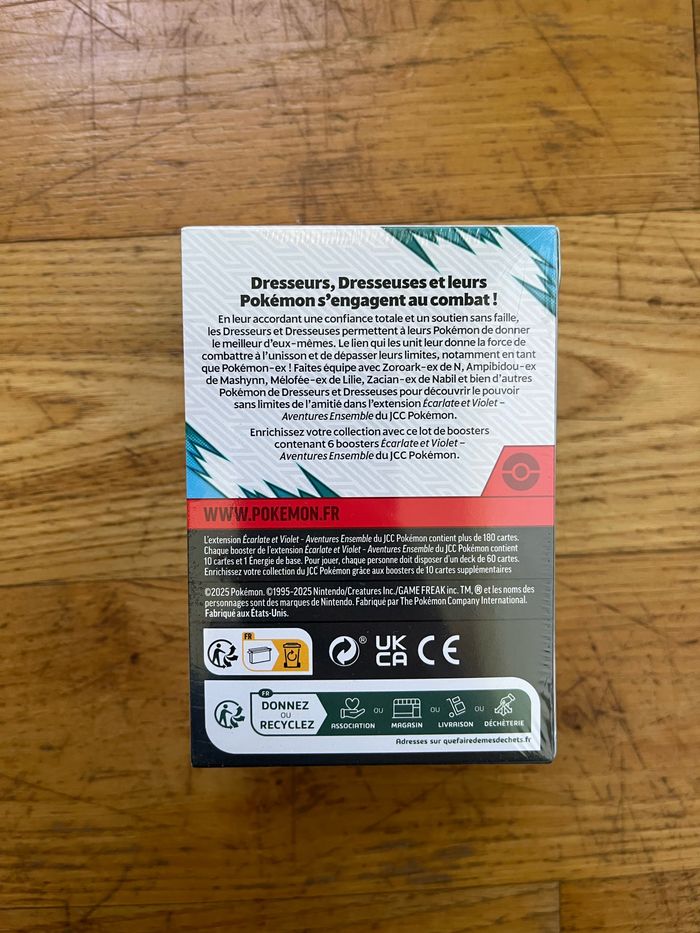 Dresseurs, Dresseuses et leurs
Pokémon s'engagent au combat !
En leur accordant une confiance totale et un soutien sans faille,
les Dresseurs et Dresseuses permettent à leurs Pokémon de donner
le meilleur d'eux-mêmes. Le lien qui les unit leur donne la force de
combattre à l'unisson et de dépasser leurs limites, notamment en tant
que Pokémon-ex ! Faites équipe avec Zoroark-ex de N, Ampibidou-ex
de Mashynn, Mélofée-ex de Lilie, Zacian-ex de Nabil et bien d'autres
Pokémon de Dresseurs et Dresseuses pour découvrir le pouvoir
sans limites de l'amitié dans l'extension Écarlate et Violet –
Aventures Ensemble du JCC Pokémon.
Enrichissez votre collection avec ce lot de boosters
contenant 6 boosters Écarlate et Violet –
Aventures Ensemble du JCC Pokémon.
WWW.POKEMON.FR
L'extension Écarlate et Violet - Aventures Ensemble du JCC Pokémon contient plus de 180 cartes.
Chaque booster de l'extension Écarlate et Violet - Aventures Ensemble du JCC Pokémon contient
10 cartes et 1 Énergie de base. Pour jouer, chaque personne doit disposer d'un deck de 60 cartes.
Enrichissez votre collection du JCC Pokémon grâce aux boosters de 10 cartes supplémentaires
©2025 Pokémon. ©1995-2025 Nintendo/Creatures Inc./GAME FREAK inc. TM, ® et les noms des
personnages sont des marques de Nintendo. Fabriqué par The Pokémon Company International.
Fabriqué aux États-Unis.
FR
®
UK
CA
CE
FR
DONNEZ
OU
RECYCLEZ
ASSOCIATION OU MAGASIN OU LIVRAISON OU DÉCHÈTERIE
Adresses sur quefairedemesdechets.fr